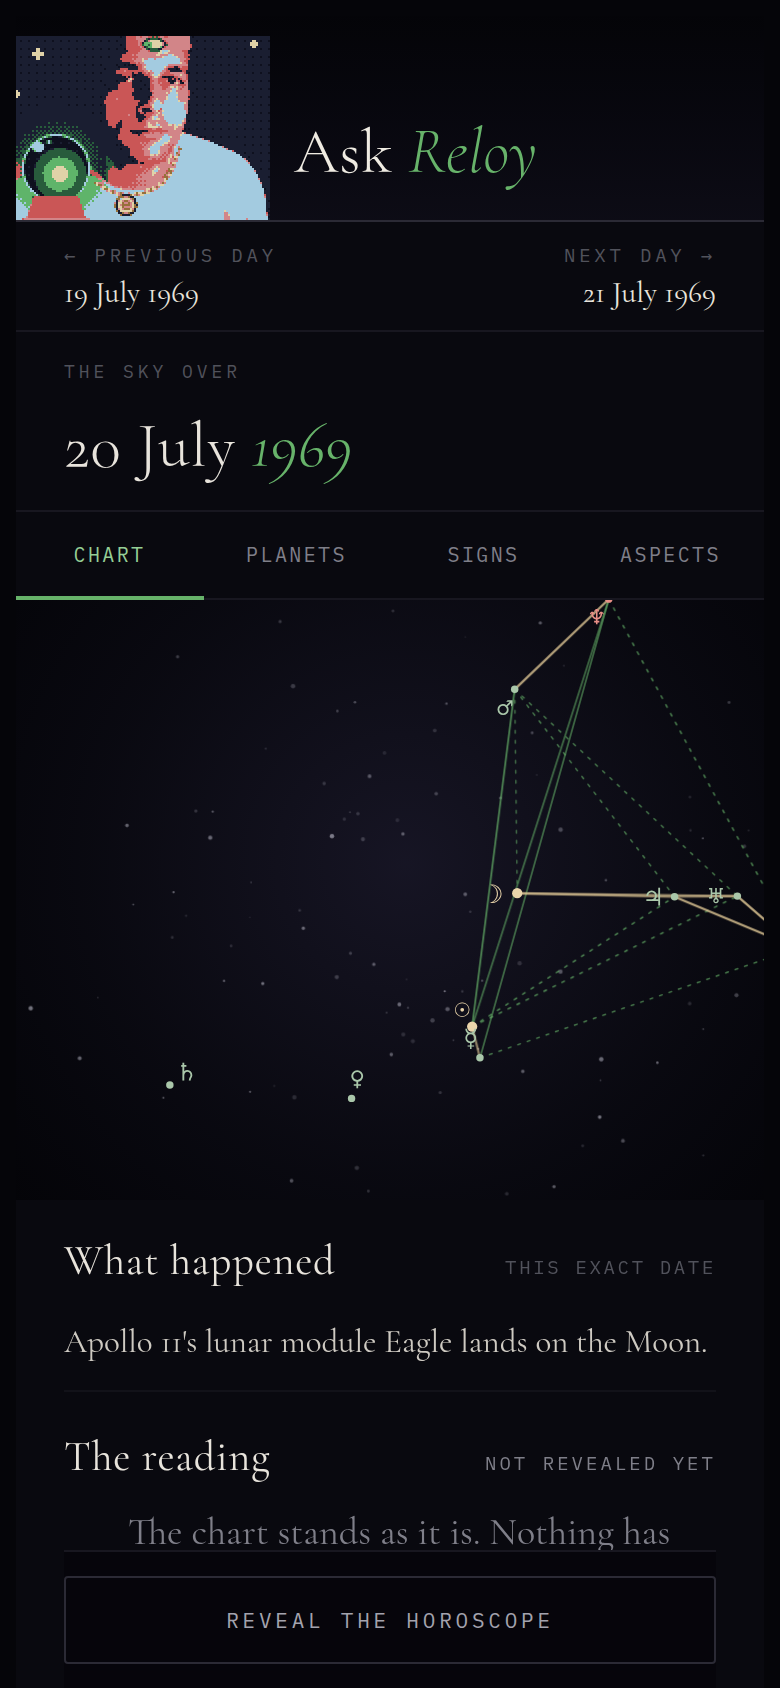 Ask Reloy
← PREVIOUS DAY
19 July 1969
NEXT DAY →
21 July 1969
THE SKY OVER
20 July 1969
CHART
PLANETS
SIGNS
ASPECTS
♆
♂
☽
♃
♅
☉
☿
♄
♀
What happened
THIS EXACT DATE
Apollo 11's lunar module Eagle lands on the Moon.
The reading
NOT REVEALED YET
The chart stands as it is. Nothing has
REVEAL THE HOROSCOPE